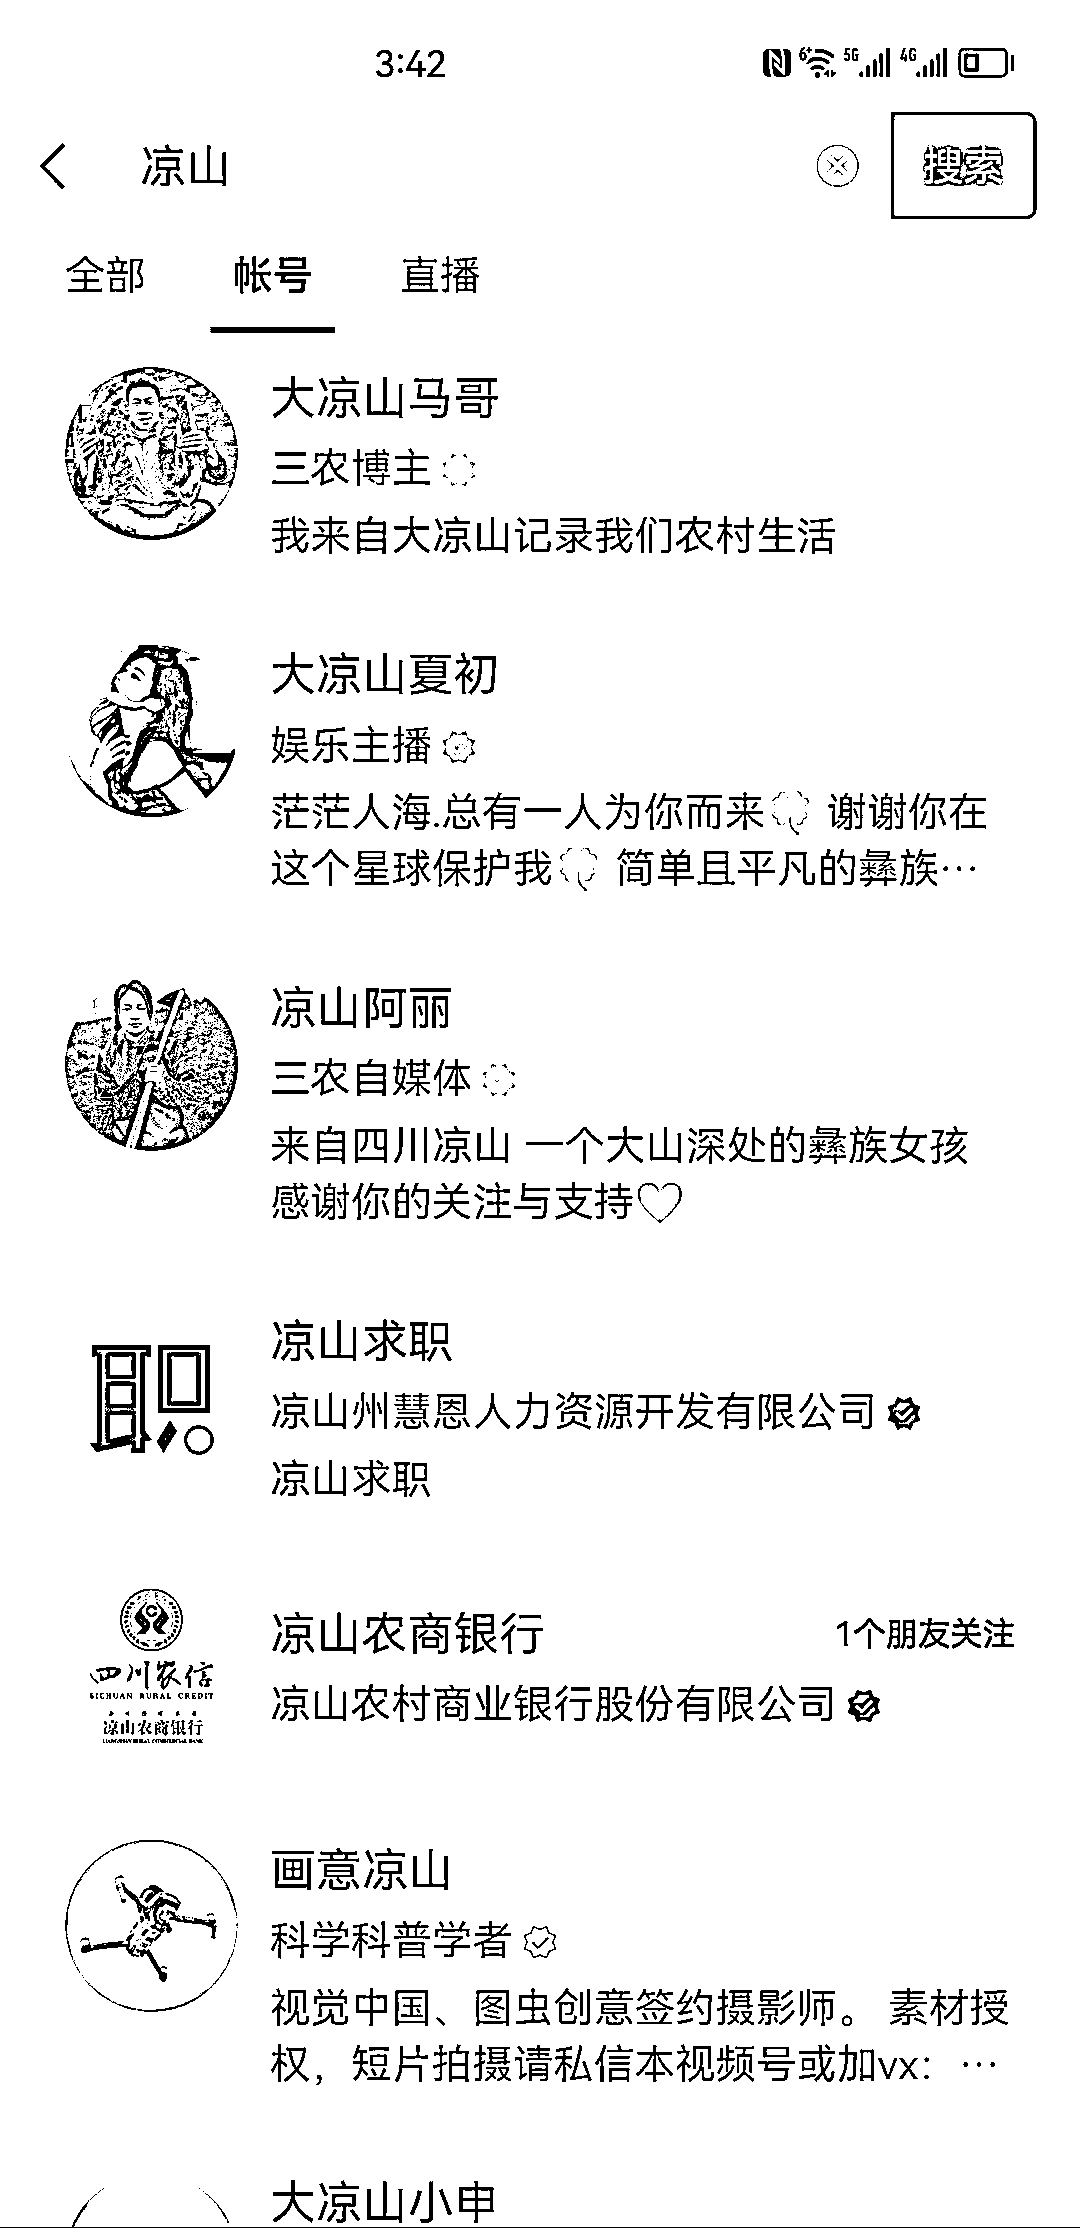 3:42
6+ 5G 4G
凉山
搜索
全部 帐号 直播
大凉山马哥
三农博主
我来自大凉山记录我们农村生活
大凉山夏初
娱乐主播
茫茫人海.总有一人为你而来🍀 谢谢你在
这个星球保护我🍀 简单且平凡的彝族…
凉山阿丽
三农自媒体
来自四川凉山 一个大山深处的彝族女孩
感谢你的关注与支持♡
职
凉山求职
凉山州慧恩人力资源开发有限公司
凉山求职
四川农信
SICHUAN RURAL CREDIT
凉山农商银行
凉山农商银行
1个朋友关注
凉山农村商业银行股份有限公司
画意凉山
科学科普学者
视觉中国、图虫创意签约摄影师。 素材授
权，短片拍摄请私信本视频号或加vx：…
大凉山小申